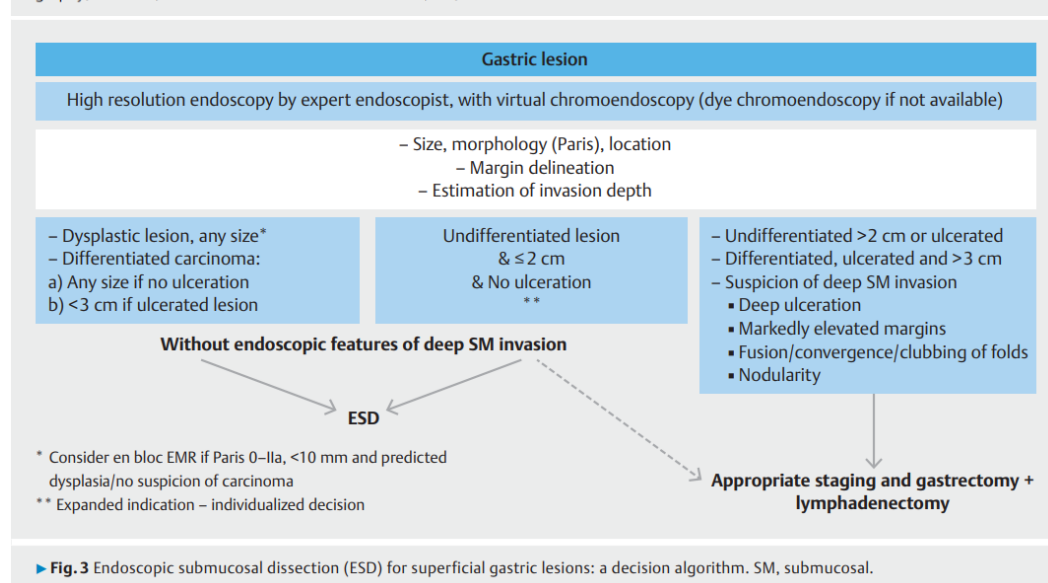 Gastric lesion
High resolution endoscopy by expert endoscopist, with virtual chromoendoscopy (dye chromoendoscopy if not available)
– Size, morphology (Paris), location
– Margin delineation
– Estimation of invasion depth
– Dysplastic lesion, any size*
– Differentiated carcinoma:
a) Any size if no ulceration
b) <3 cm if ulcerated lesion
Undifferentiated lesion
& ≤2 cm
& No ulceration
**
– Undifferentiated >2 cm or ulcerated
– Differentiated, ulcerated and >3 cm
– Suspicion of deep SM invasion
▪ Deep ulceration
▪ Markedly elevated margins
▪ Fusion/convergence/clubbing of folds
▪ Nodularity
Without endoscopic features of deep SM invasion
ESD
* Consider en bloc EMR if Paris 0–IIa, <10 mm and predicted
dysplasia/no suspicion of carcinoma
** Expanded indication – individualized decision
Appropriate staging and gastrectomy +
lymphadenectomy
▶ Fig. 3 Endoscopic submucosal dissection (ESD) for superficial gastric lesions: a decision algorithm. SM, submucosal.